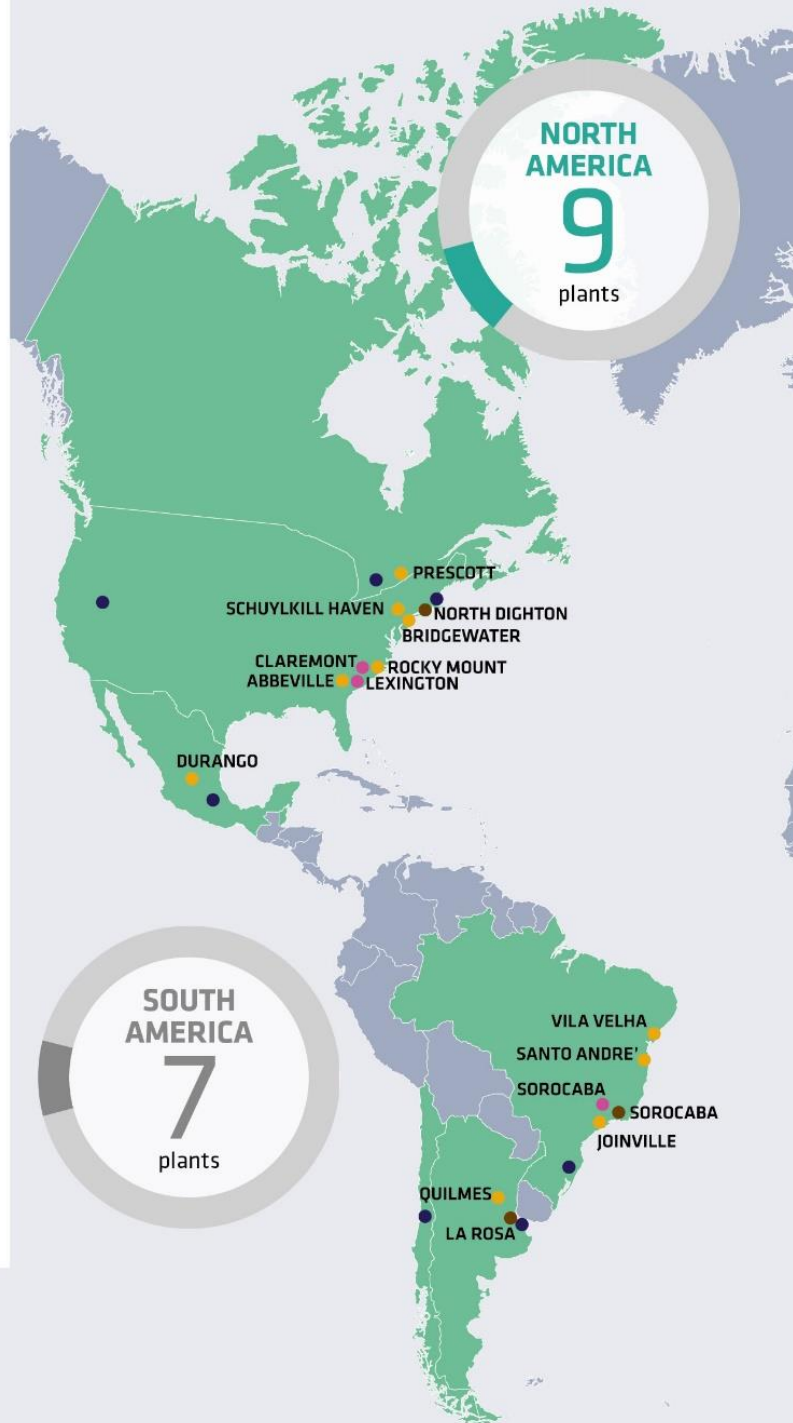 NORTH
AMERICA
9
plants
PRESCOTT
SCHUYLKILL HAVEN
NORTH DIGHTON
BRIDGEWATER
CLAREMONT
ROCKY MOUNT
ABBEVILLE
LEXINGTON
DURANGO
SOUTH
AMERICA
7
plants
VILA VELHA
SANTO ANDRE’
SOROCABA
SOROCABA
JOINVILLE
QUILMES
LA ROSA